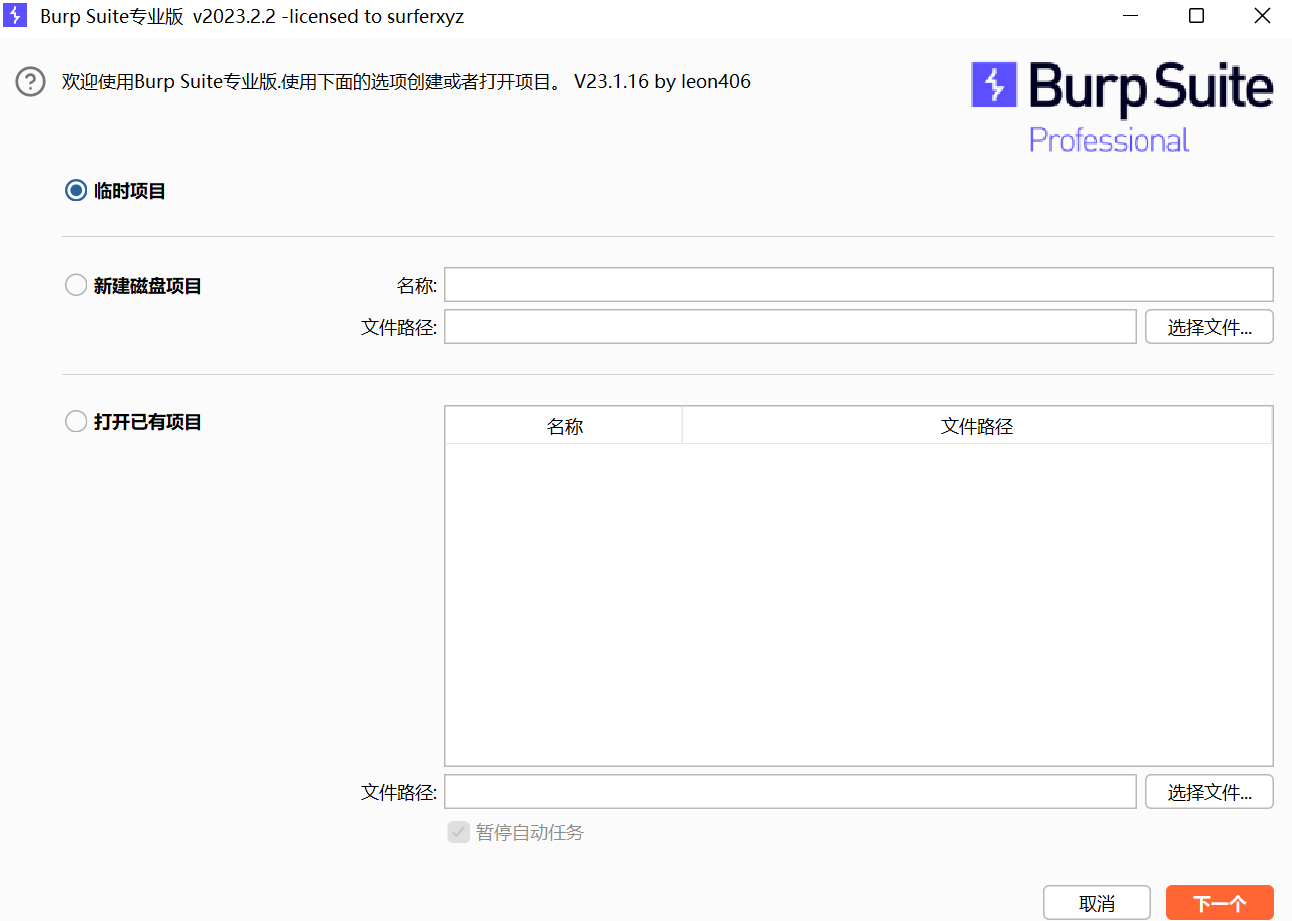 Burp Suite专业版 v2023.2.2 -licensed to surferxyz
欢迎使用Burp Suite专业版.使用下面的选项创建或者打开项目。 V23.1.16 by leon406
Burp Suite
Professional
临时项目
新建磁盘项目
名称:
文件路径:
选择文件...
打开已有项目
名称
文件路径
文件路径:
选择文件...
暂停自动任务
取消
下一个